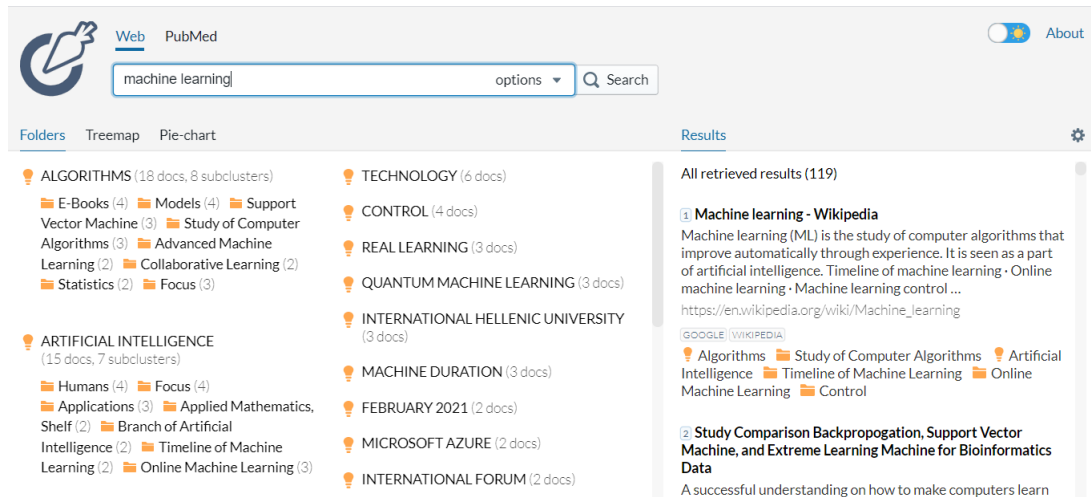 Web PubMed About
machine learning options Search
Folders Treemap Pie-chart
ALGORITHMS (18 docs, 8 subclusters)
E-Books (4) Models (4) Support
Vector Machine (3) Study of Computer
Algorithms (3) Advanced Machine
Learning (2) Collaborative Learning (2)
Statistics (2) Focus (3)
ARTIFICIAL INTELLIGENCE
(15 docs, 7 subclusters)
Humans (4) Focus (4)
Applications (3) Applied Mathematics,
Shelf (2) Branch of Artificial
Intelligence (2) Timeline of Machine
Learning (2) Online Machine Learning (3)
TECHNOLOGY (6 docs)
CONTROL (4 docs)
REAL LEARNING (3 docs)
QUANTUM MACHINE LEARNING (3 docs)
INTERNATIONAL HELLENIC UNIVERSITY
(3 docs)
MACHINE DURATION (3 docs)
FEBRUARY 2021 (2 docs)
MICROSOFT AZURE (2 docs)
INTERNATIONAL FORUM (2 docs)
Results
All retrieved results (119)
1 Machine learning - Wikipedia
Machine learning (ML) is the study of computer algorithms that
improve automatically through experience. It is seen as a part
of artificial intelligence. Timeline of machine learning · Online
machine learning · Machine learning control ...
https://en.wikipedia.org/wiki/Machine_learning
GOOGLE WIKIPEDIA
Algorithms Study of Computer Algorithms Artificial
Intelligence Timeline of Machine Learning Online
Machine Learning Control
2 Study Comparison Backpropogation, Support Vector
Machine, and Extreme Learning Machine for Bioinformatics
Data
A successful understanding on how to make computers learn